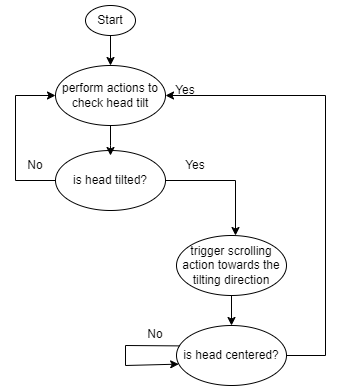 Start
perform actions to
check head tilt
Yes
No
is head tilted?
Yes
trigger scrolling
action towards the
tilting direction
No
is head centered?